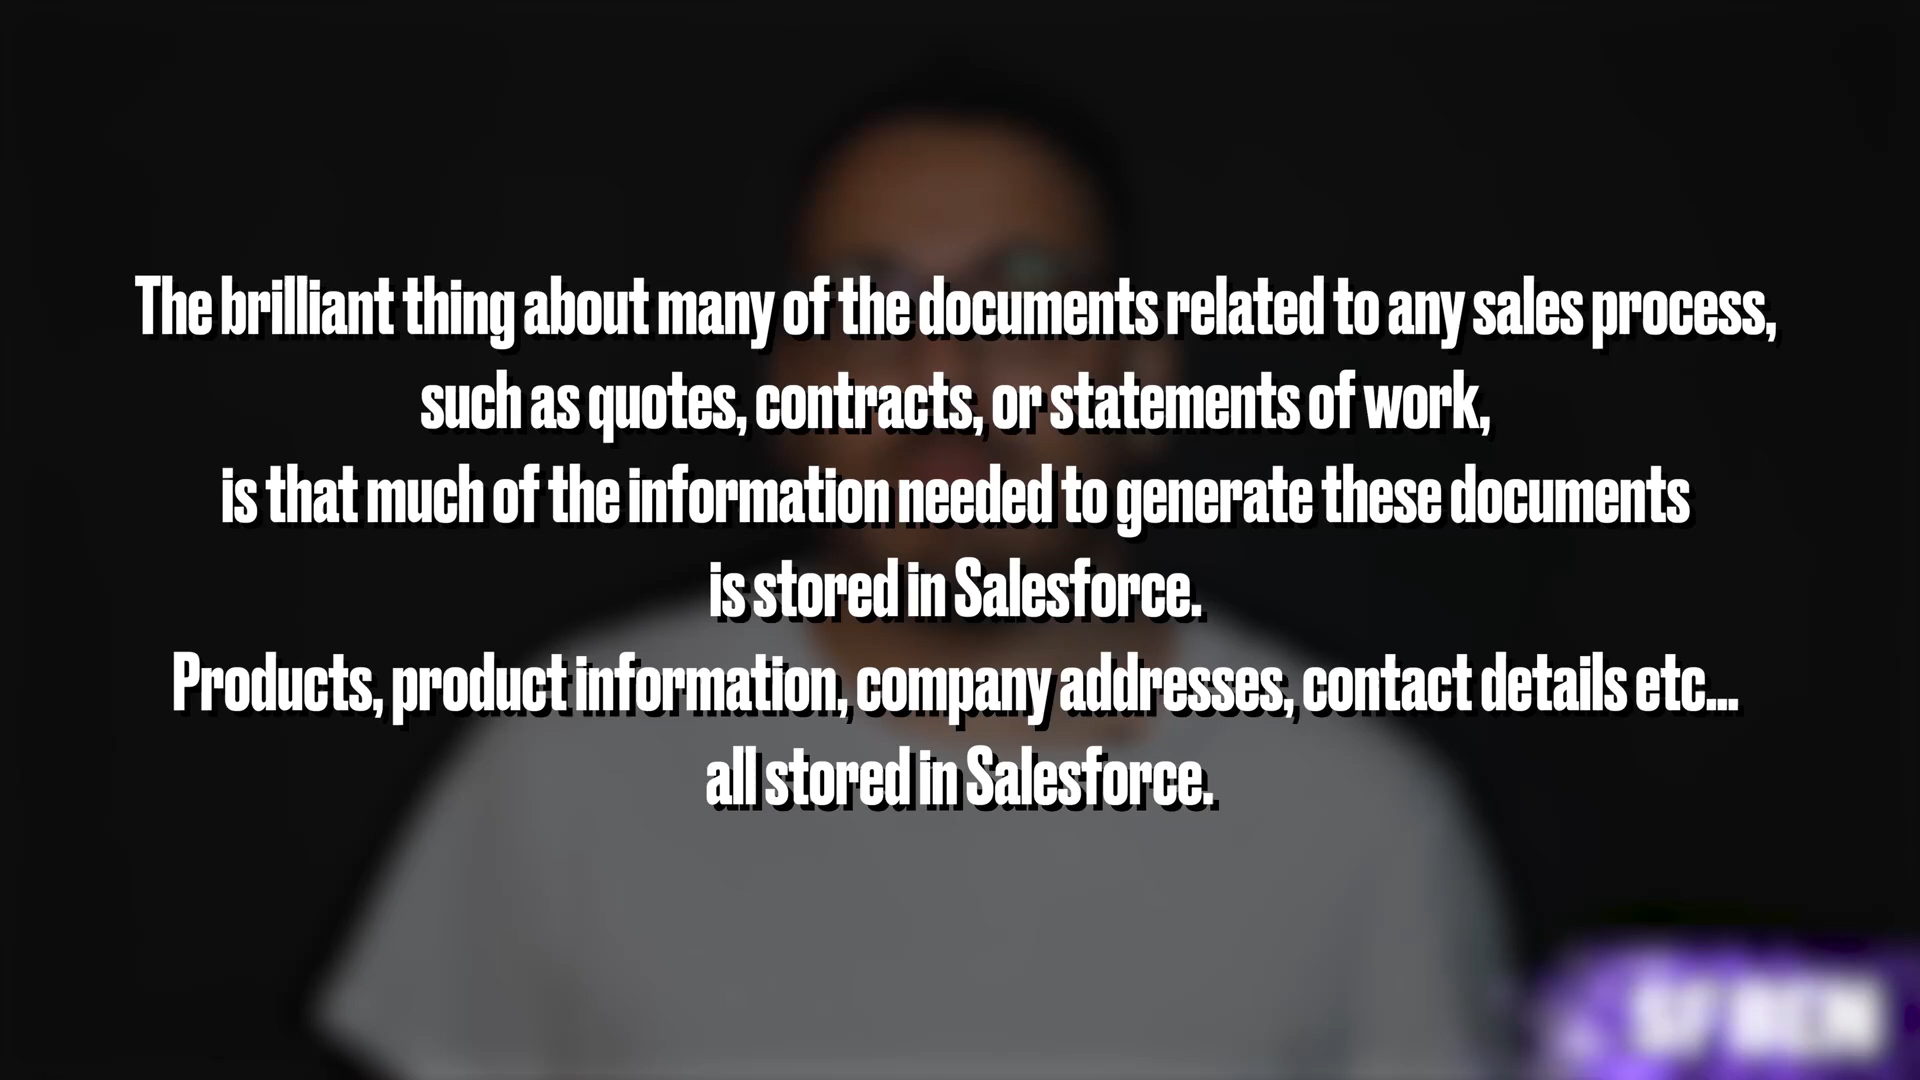 The brilliant thing about many of the documents related to any sales process,
such as quotes, contracts, or statements of work,
is that much of the information needed to generate these documents
is stored in Salesforce.
Products, product information, company addresses, contact details etc...
all stored in Salesforce.
SF BEN